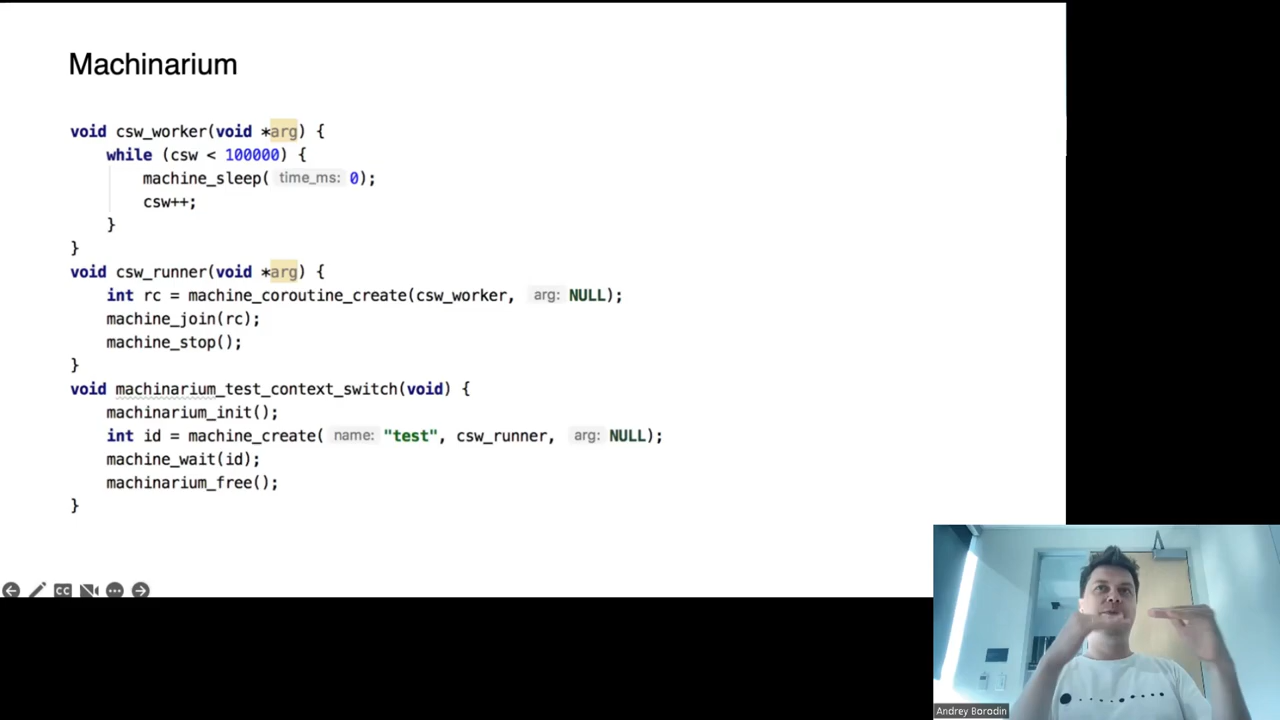 Machinarium
void csw_worker(void *arg) {
while (csw < 100000) {
machine_sleep( time_ms: 0);
csw++;
}
}
void csw_runner(void *arg) {
int rc = machine_coroutine_create(csw_worker, arg: NULL);
machine_join(rc);
machine_stop();
}
void machinarium_test_context_switch(void) {
machinarium_init();
int id = machine_create( name: "test", csw_runner, arg: NULL);
machine_wait(id);
machinarium_free();
}
CC
Andrey Borodin